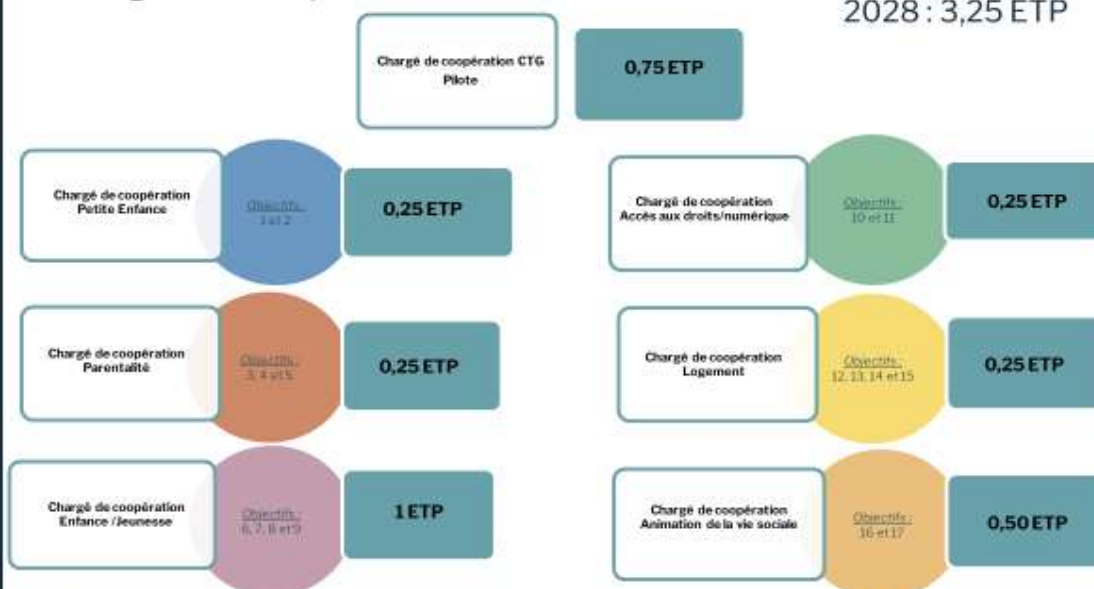 2028 : 3,25 ETP
Chargé de coopération CTG
Pilote
0,75 ETP
Chargé de coopération
Petite Enfance
Objectifs :
1 et 2
0,25 ETP
Chargé de coopération
Accès aux droits/numérique
Objectifs :
10 et 11
0,25 ETP
Chargé de coopération
Parentalité
Objectifs :
3, 4 et 5
0,25 ETP
Chargé de coopération
Logement
Objectifs :
12, 13, 14 et 15
0,25 ETP
Chargé de coopération
Enfance /Jeunesse
Objectifs :
6, 7, 8 et 9
1 ETP
Chargé de coopération
Animation de la vie sociale
Objectifs :
16 et 17
0,50 ETP